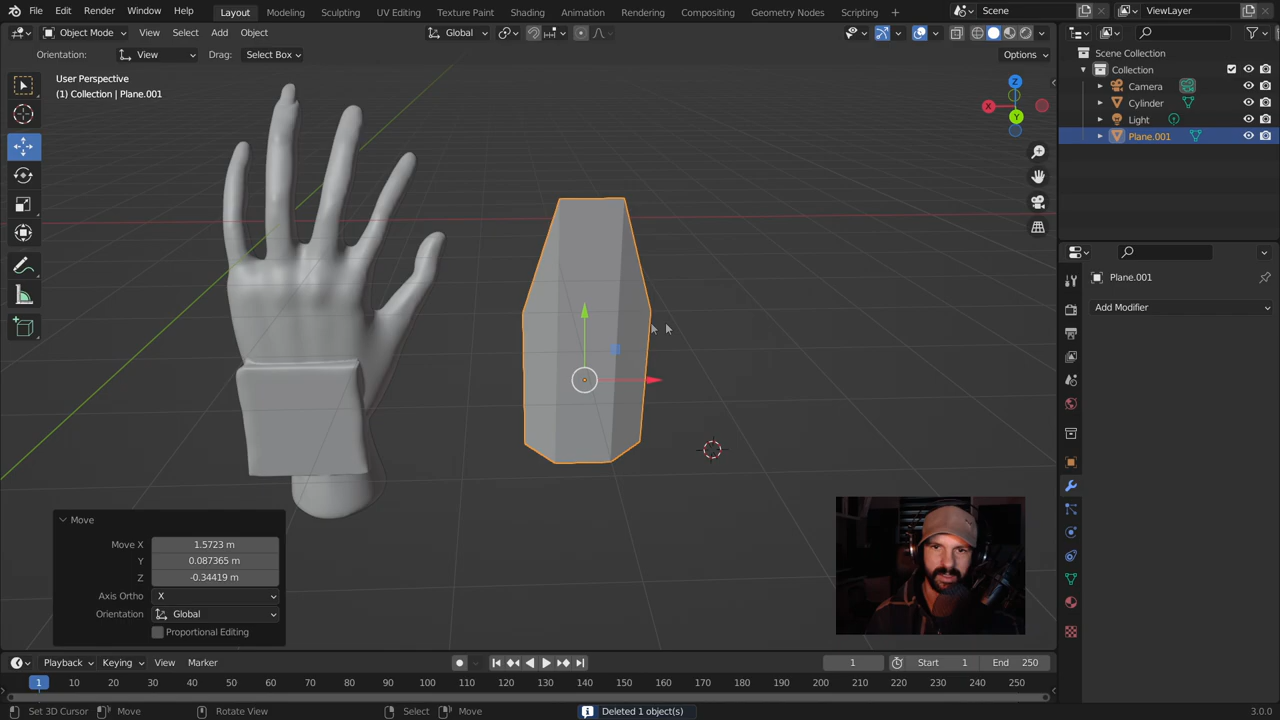 File Edit Render Window Help Layout Modeling Sculpting UV Editing Texture Paint Shading Animation Rendering Compositing Geometry Nodes Scripting + Scene ViewLayer
Object Mode View Select Add Object Global Options
Orientation: View Drag: Select Box
User Perspective
(1) Collection | Plane.001
X Y Z
Scene Collection
Collection
Camera
Cylinder
Light
Plane.001
Plane.001
Add Modifier
Move
Move X 1.5723 m
Y 0.087365 m
Z -0.34419 m
Axis Ortho X
Orientation Global
Proportional Editing
Playback Keying View Marker 1 Start 1 End 250
1 10 20 30 40 50 60 70 80 90 100 110 120 130 140 150 160 170 180 190 200 210 220 230 240 250
Set 3D Cursor Move Rotate View Select Move Deleted 1 object(s) 3.0.0